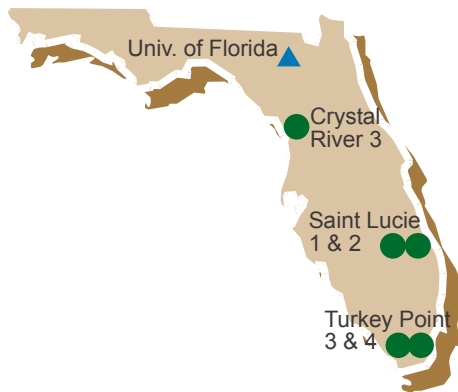 Univ. of Florida
Crystal
River 3
Saint Lucie
1 & 2
Turkey Point
3 & 4